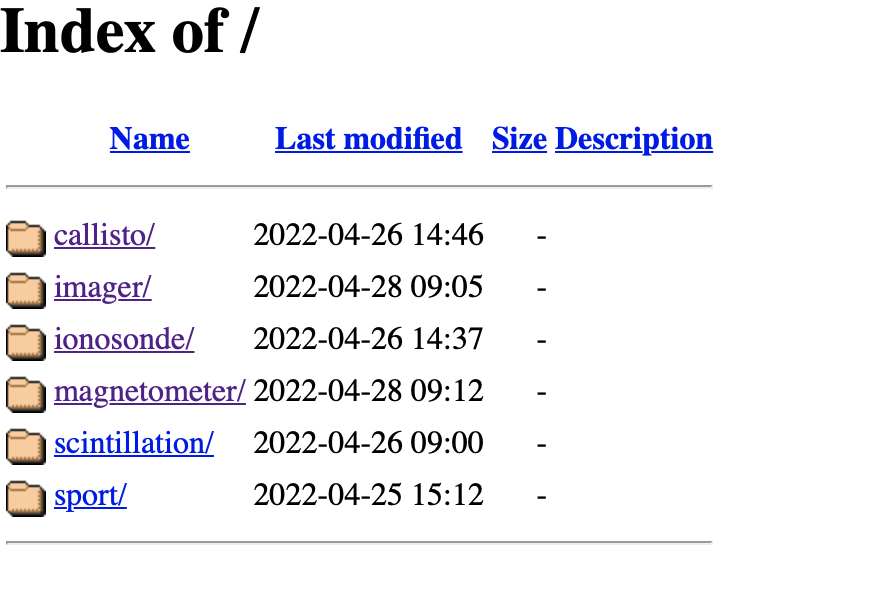 Index of /
Name Last modified Size Description
callisto/ 2022-04-26 14:46 -
imager/ 2022-04-28 09:05 -
ionosonde/ 2022-04-26 14:37 -
magnetometer/ 2022-04-28 09:12 -
scintillation/ 2022-04-26 09:00 -
sport/ 2022-04-25 15:12 -